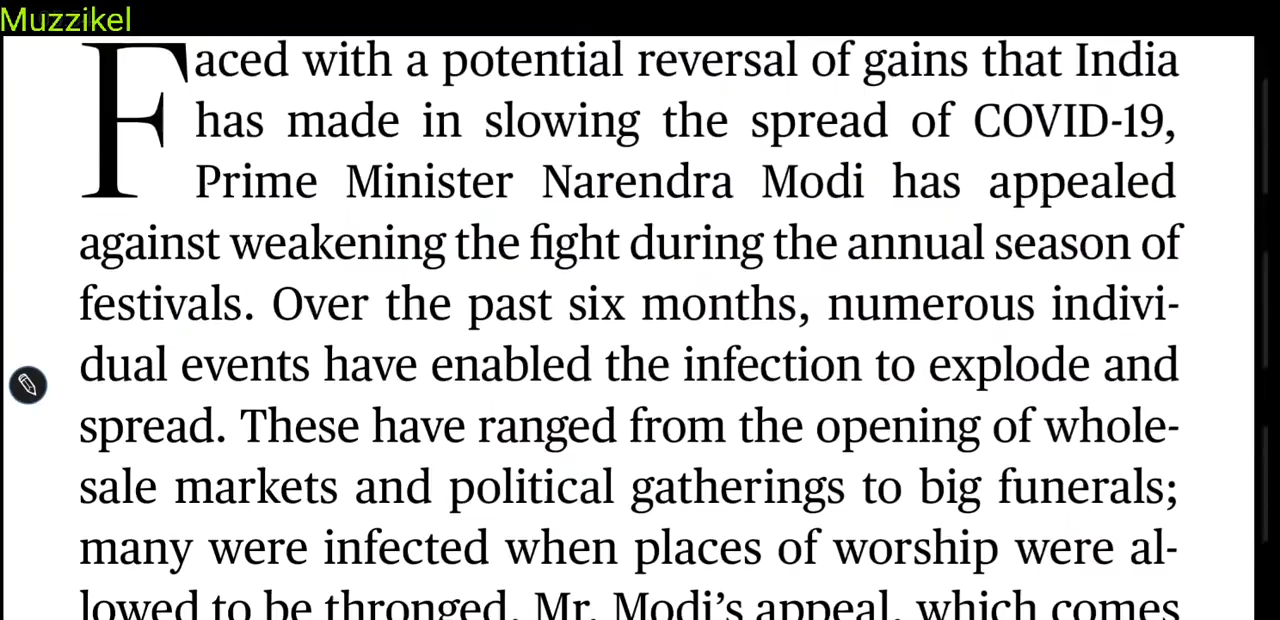 Muzzikel
Faced with a potential reversal of gains that India
has made in slowing the spread of COVID-19,
Prime Minister Narendra Modi has appealed
against weakening the fight during the annual season of
festivals. Over the past six months, numerous indivi-
dual events have enabled the infection to explode and
spread. These have ranged from the opening of whole-
sale markets and political gatherings to big funerals;
many were infected when places of worship were al-
lowed to be thronged. Mr. Modi's appeal, which comes